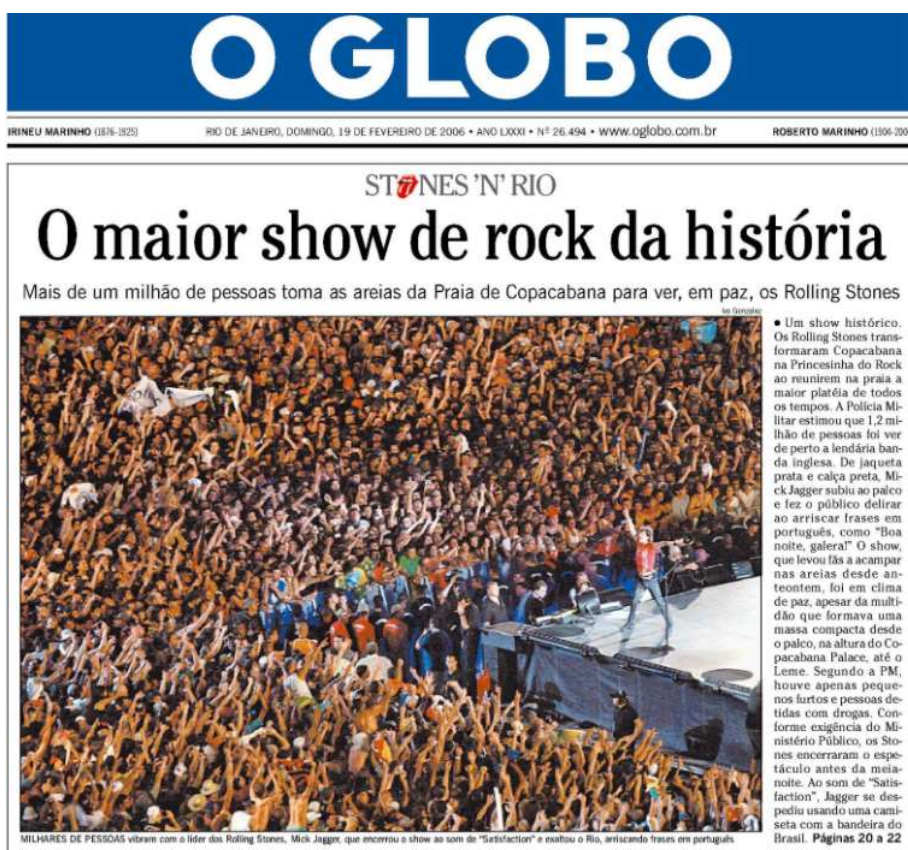 O GLOBO
IRINEU MARINHO (1876-1925)
RIO DE JANEIRO, DOMINGO, 19 DE FEVEREIRO DE 2006 • ANO LXXXI • Nº 26.494 • www.oglobo.com.br
ROBERTO MARINHO (1904-200
STONES 'N' RIO
O maior show de rock da história
Mais de um milhão de pessoas toma as areias da Praia de Copacabana para ver, em paz, os Rolling Stones
Ivo Gonzalez
• Um show histórico.
Os Rolling Stones trans-
formaram Copacabana
na Princesinha do Rock
ao reunirem na praia a
maior platéia de todos
os tempos. A Polícia Mi-
litar estimou que 1,2 mi-
lhão de pessoas foi ver
de perto a lendária ban-
da inglesa. De jaqueta
prata e calça preta, Mi-
ck Jagger subiu ao palco
e fez o público delirar
ao arriscar frases em
português, como "Boa
noite, galera!" O show,
que levou fãs a acampar
nas areias desde an-
teontem, foi em clima
de paz, apesar da multi-
dão que formava uma
massa compacta desde
o palco, na altura do Co-
pacabana Palace, até o
Leme. Segundo a PM,
houve apenas peque-
nos furtos e pessoas de-
tidas com drogas. Con-
forme exigência do Mi-
nistério Público, os Sto-
nes encerraram o espe-
táculo antes da meia-
noite. Ao som de "Satis-
faction", Jagger se des-
pediu usando uma cami-
seta com a bandeira do
Brasil. Páginas 20 a 22
MILHARES DE PESSOAS vibram com o líder dos Rolling Stones, Mick Jagger, que encerrou o show ao som de "Satisfaction" e exaltou o Rio, arriscando frases em português